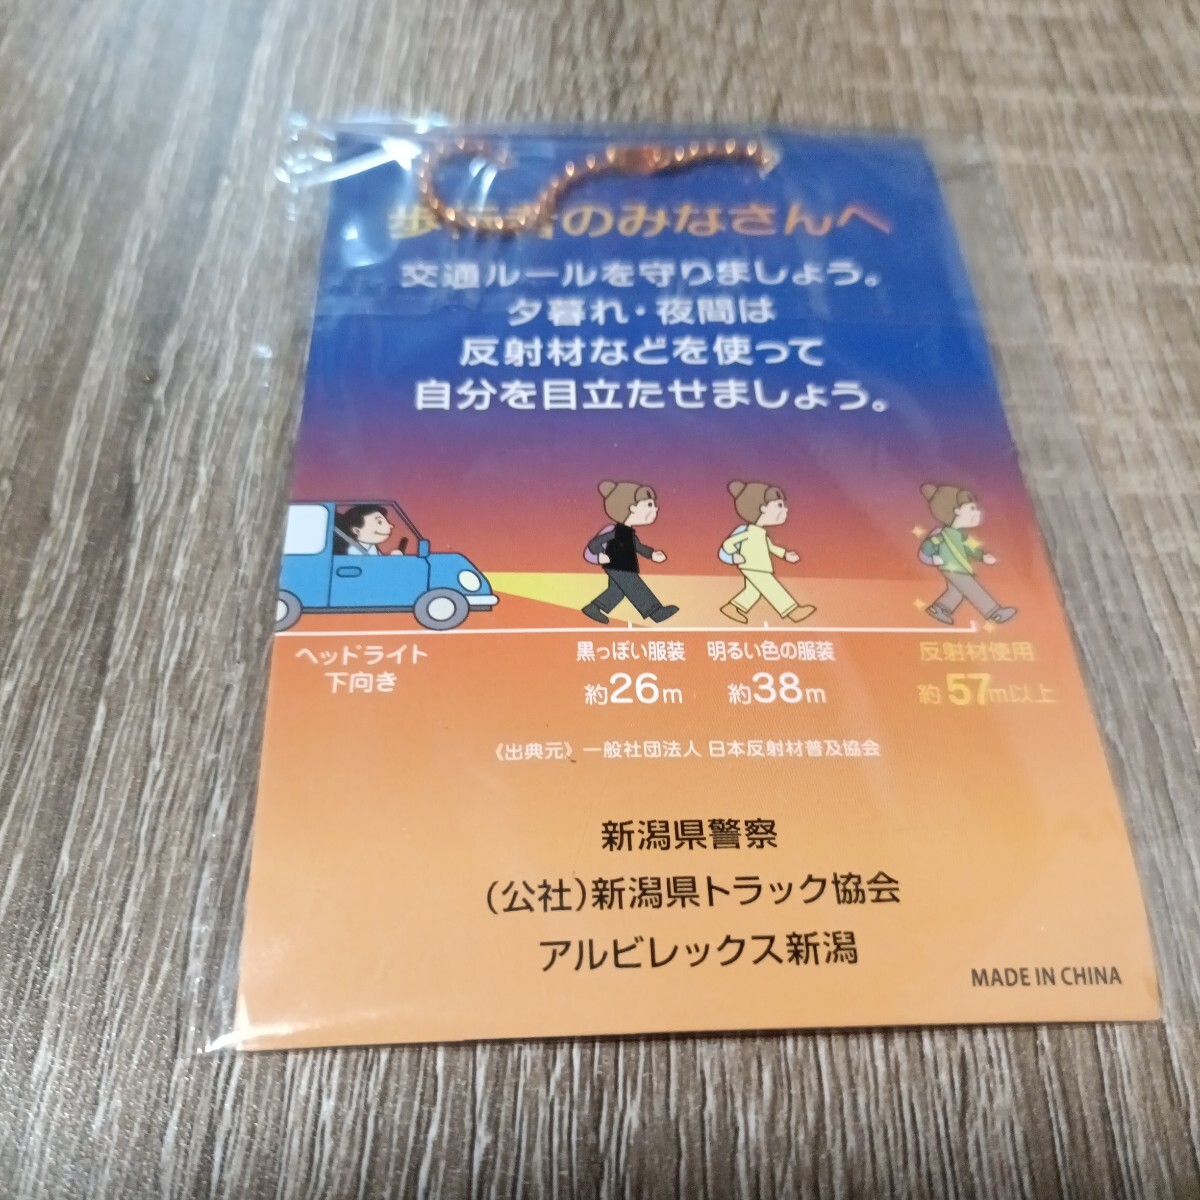 歩行者のみなさんへ
交通ルールを守りましょう。
夕暮れ・夜間は
反射材などを使って
自分を目立たせましょう。
ヘッドライト
下向き
黒っぽい服装
約26m
明るい色の服装
約38m
反射材使用
約57m以上
《出典元》一般社団法人 日本反射材普及協会
新潟県警察
(公社)新潟県トラック協会
アルビレックス新潟
MADE IN CHINA